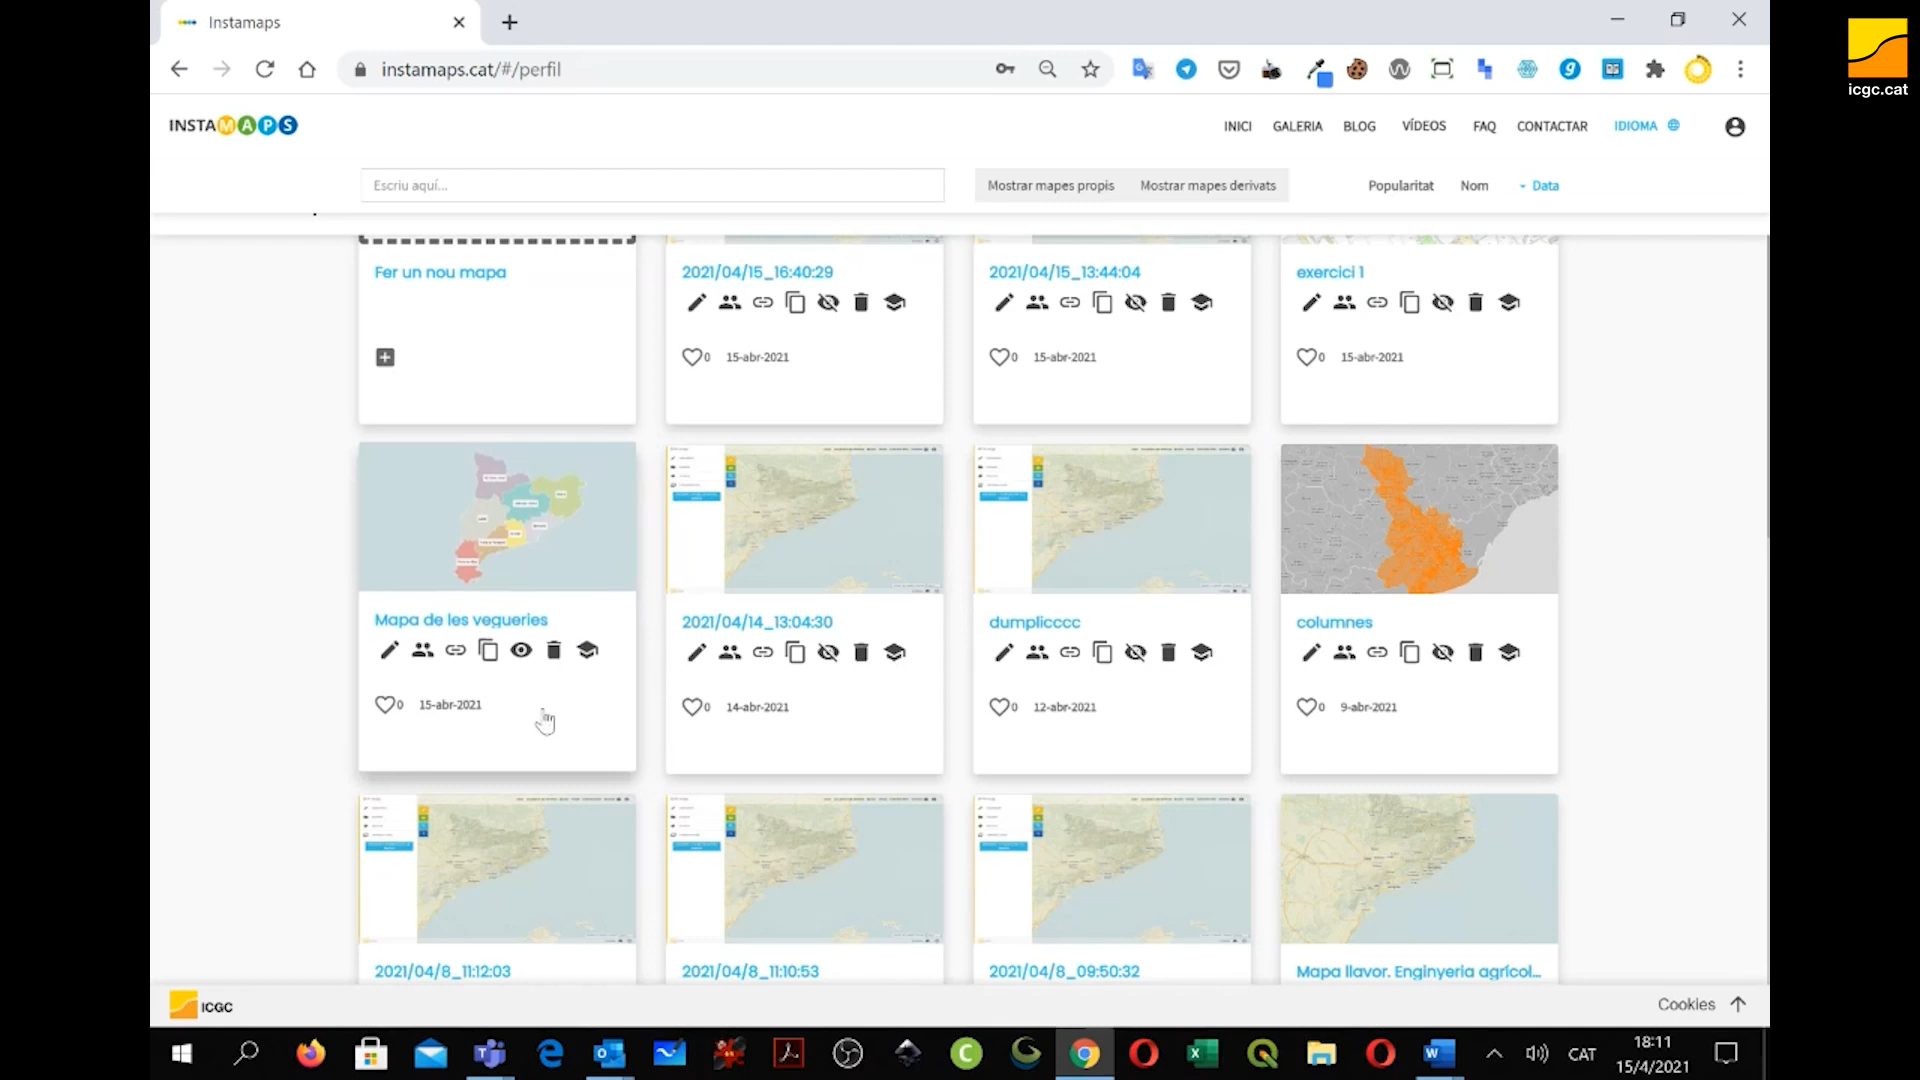 Instamaps
icgc.cat
instamaps.cat/#/perfil
INSTAMAPS
INICI GALERIA BLOG VÍDEOS FAQ CONTACTAR IDIOMA
Escriu aquí...
Mostrar mapes propis Mostrar mapes derivats
Popularitat Nom Data
Fer un nou mapa
2021/04/15_16:40:29
2021/04/15_13:44:04
exercici 1
0 15-abr-2021
0 15-abr-2021
0 15-abr-2021
Mapa de les vegueries
2021/04/14_13:04:30
dumplicccc
columnes
0 15-abr-2021
0 14-abr-2021
0 12-abr-2021
0 9-abr-2021
2021/04/8_11:12:03
2021/04/8_11:10:53
2021/04/8_09:50:32
Mapa llavor. Enginyeria agrícol...
ICGC
Cookies
CAT
18:11
15/4/2021